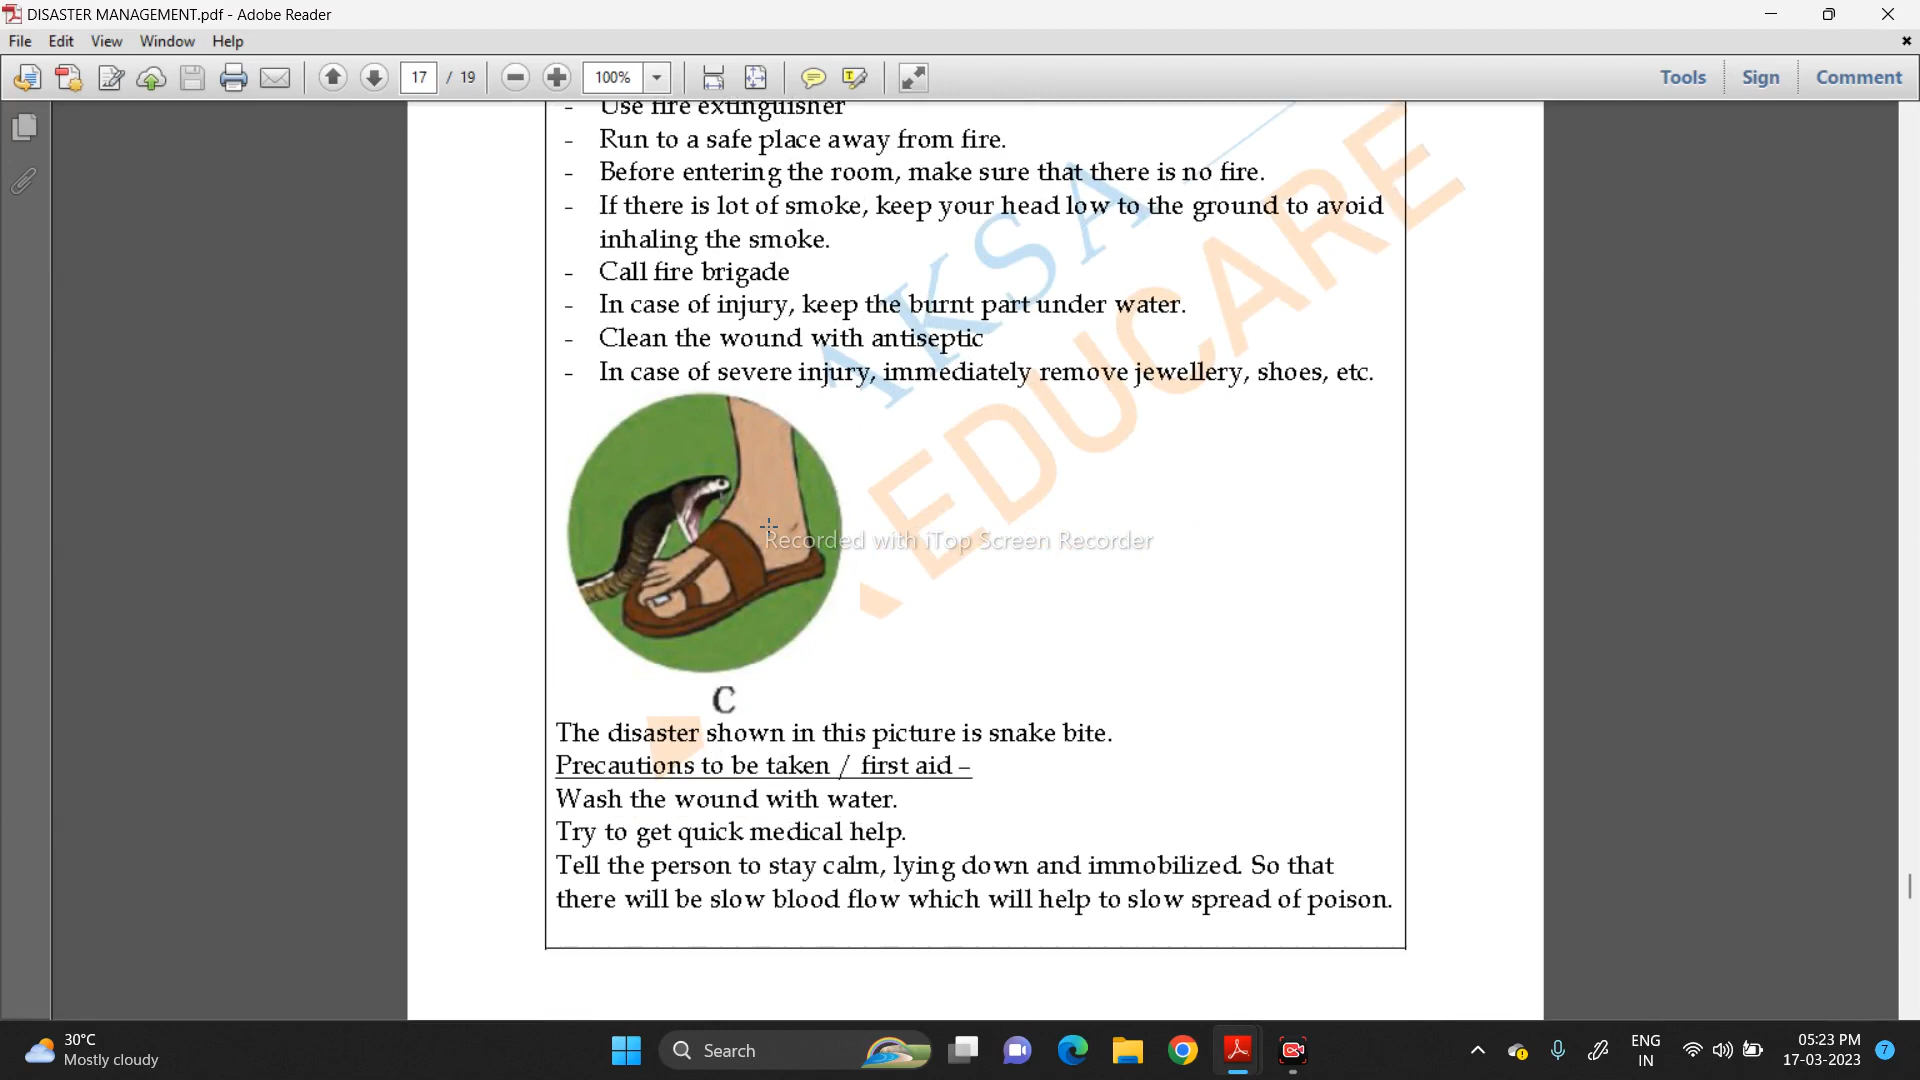 DISASTER MANAGEMENT.pdf - Adobe Reader
File Edit View Window Help
17 / 19 100% Tools Sign Comment
- Use fire extinguisher
- Run to a safe place away from fire.
- Before entering the room, make sure that there is no fire.
- If there is lot of smoke, keep your head low to the ground to avoid
inhaling the smoke.
- Call fire brigade
- In case of injury, keep the burnt part under water.
- Clean the wound with antiseptic
- In case of severe injury, immediately remove jewellery, shoes, etc.
AKSA
EDUCARE
Recorded with iTop Screen Recorder
C
The disaster shown in this picture is snake bite.
Precautions to be taken / first aid –
Wash the wound with water.
Try to get quick medical help.
Tell the person to stay calm, lying down and immobilized. So that
there will be slow blood flow which will help to slow spread of poison.
30°C
Mostly cloudy
Search
ENG
IN
05:23 PM
17-03-2023
7